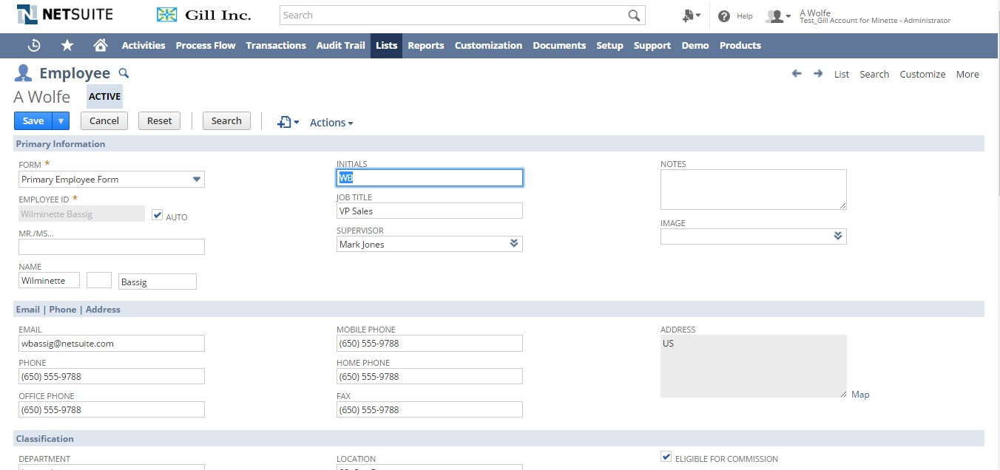 NETSUITE
Gill Inc.
Search
Help
A Wolfe
Test_Gill Account for Minette - Administrator
Activities Process Flow Transactions Audit Trail Lists Reports Customization Documents Setup Support Demo Products
Employee
List Search Customize More
A Wolfe ACTIVE
Save Cancel Reset Search Actions
Primary Information
FORM *
Primary Employee Form
EMPLOYEE ID *
Wilminette Bassig
AUTO
MR./MS...
NAME
Wilminette Bassig
INITIALS
WB
JOB TITLE
VP Sales
SUPERVISOR
Mark Jones
NOTES
IMAGE
Email | Phone | Address
EMAIL
wbassig@netsuite.com
PHONE
(650) 555-9788
OFFICE PHONE
(650) 555-9788
MOBILE PHONE
(650) 555-9788
HOME PHONE
(650) 555-9788
FAX
(650) 555-9788
ADDRESS
US
Map
Classification
DEPARTMENT
LOCATION
ELIGIBLE FOR COMMISSION